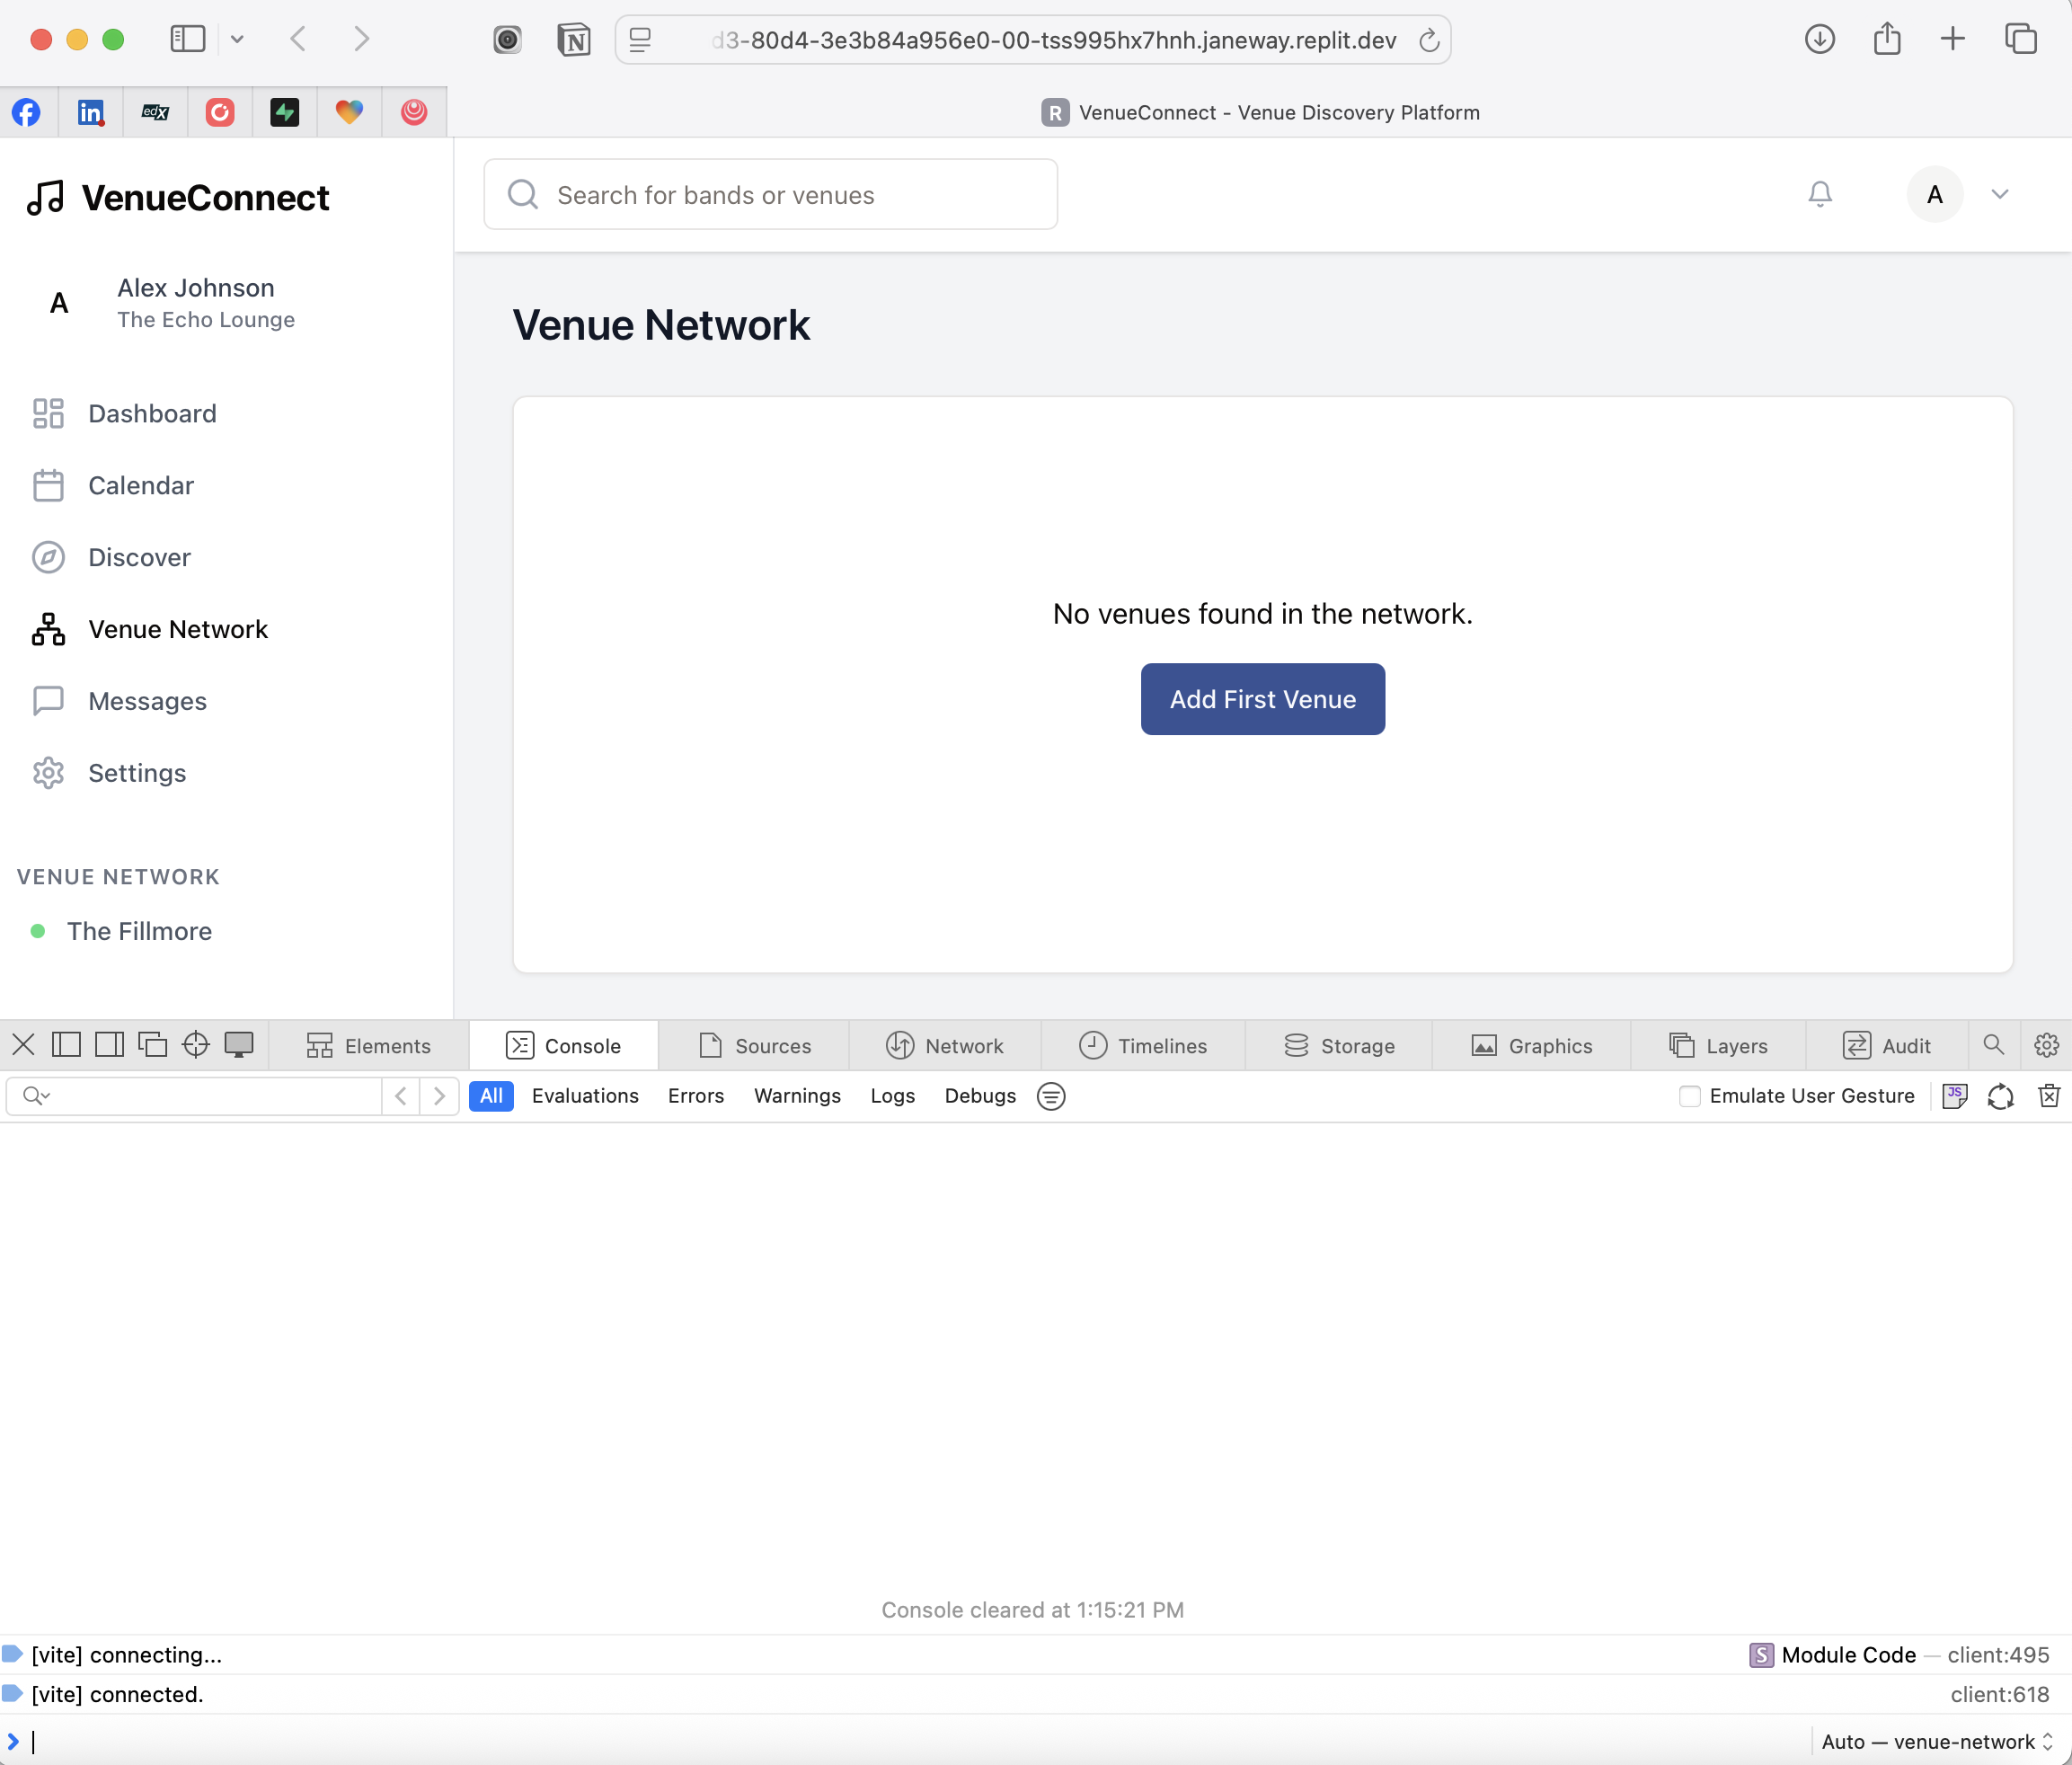 d3-80d4-3e3b84a956e0-00-tss995hx7hnh.janeway.replit.dev
in
edX
R VenueConnect - Venue Discovery Platform
VenueConnect
Search for bands or venues
A
A
Alex Johnson
The Echo Lounge
Venue Network
Dashboard
Calendar
Discover
Venue Network
Messages
Settings
No venues found in the network.
Add First Venue
VENUE NETWORK
The Fillmore
Elements
Console
Sources
Network
Timelines
Storage
Graphics
Layers
Audit
All
Evaluations
Errors
Warnings
Logs
Debugs
Emulate User Gesture
JS
Console cleared at 1:15:21 PM
[vite] connecting...
S Module Code — client:495
[vite] connected.
client:618
Auto — venue-network